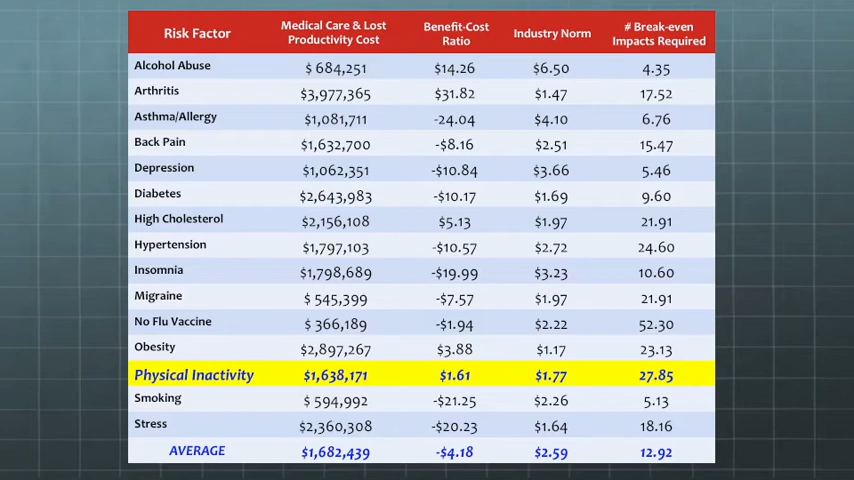 Risk Factor Medical Care & Lost Productivity Cost Benefit-Cost Ratio Industry Norm # Break-even Impacts Required
Alcohol Abuse $ 684,251 $14.26 $6.50 4.35
Arthritis $3,977,365 $31.82 $1.47 17.52
Asthma/Allergy $1,081,711 -24.04 $4.10 6.76
Back Pain $1,632,700 -$8.16 $2.51 15.47
Depression $1,062,351 -$10.84 $3.66 5.46
Diabetes $2,643,983 -$10.17 $1.69 9.60
High Cholesterol $2,156,108 $5.13 $1.97 21.91
Hypertension $1,797,103 -$10.57 $2.72 24.60
Insomnia $1,798,689 -$19.99 $3.23 10.60
Migraine $ 545,399 -$7.57 $1.97 21.91
No Flu Vaccine $ 366,189 -$1.94 $2.22 52.30
Obesity $2,897,267 $3.88 $1.17 23.13
Physical Inactivity $1,638,171 $1.61 $1.77 27.85
Smoking $ 594,992 -$21.25 $2.26 5.13
Stress $2,360,308 -$20.23 $1.64 18.16
AVERAGE $1,682,439 -$4.18 $2.59 12.92